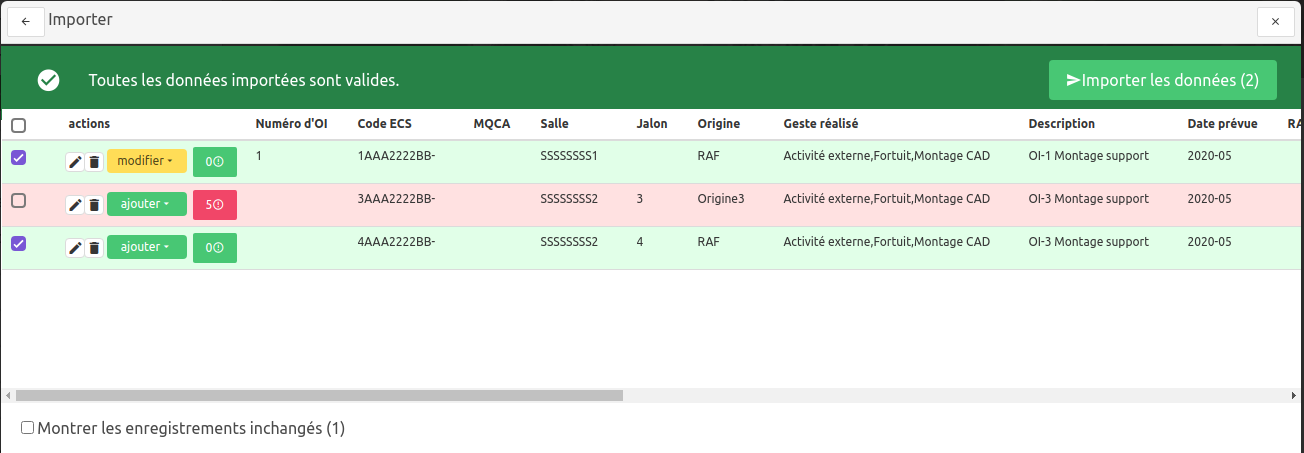 Importer
Toutes les données importées sont valides.
Importer les données (2)
actions Numéro d'OI Code ECS MQCA Salle Jalon Origine Geste réalisé Description Date prévue RA
modifier 0 1 1AAA2222BB- SSSSSSSS1 RAF Activité externe,Fortuit,Montage CAD OI-1 Montage support 2020-05
ajouter 5 3AAA2222BB- SSSSSSSS2 3 Origine3 Activité externe,Fortuit,Montage CAD OI-3 Montage support 2020-05
ajouter 0 4AAA2222BB- SSSSSSSS2 4 RAF Activité externe,Fortuit,Montage CAD OI-3 Montage support 2020-05
Montrer les enregistrements inchangés (1)